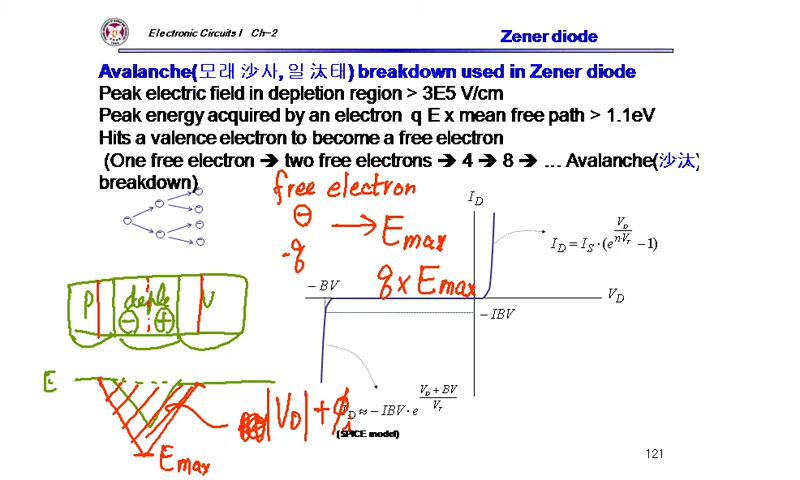 Electronic Circuits I Ch-2
Zener diode
Avalanche(모래 沙사, 일 汰태) breakdown used in Zener diode
Peak electric field in depletion region > 3E5 V/cm
Peak energy acquired by an electron q E x mean free path > 1.1eV
Hits a valence electron to become a free electron
(One free electron ➔ two free electrons ➔ 4 ➔ 8 ➔ … Avalanche(沙汰)
breakdown)
free electron
⊖ → Emax
-q
q x Emax
I_D
I_D = I_S · (e^{V_D/nV_T} − 1)
− BV
V_D
− IBV
P deple
⊖ ⊕
E
|V_D| + ϕi
Emax
_D ≈ −IBV · e^{(V_D + BV)/V_T}
(SPICE model)
121